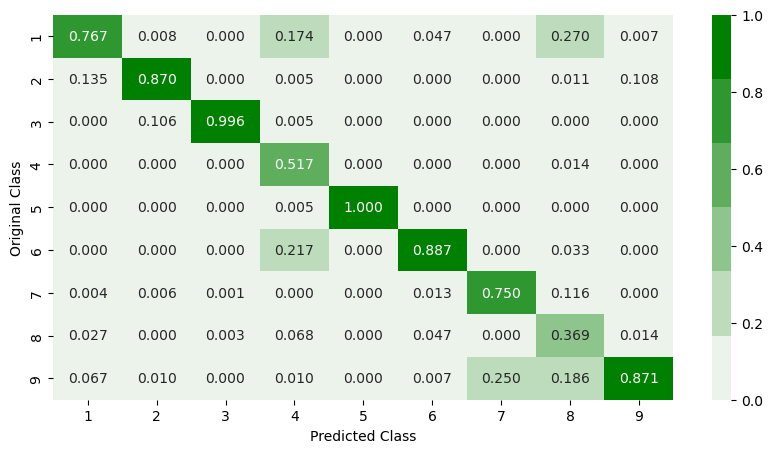 1 0.767 0.008 0.000 0.174 0.000 0.047 0.000 0.270 0.007
2 0.135 0.870 0.000 0.005 0.000 0.000 0.000 0.011 0.108
3 0.000 0.106 0.996 0.005 0.000 0.000 0.000 0.000 0.000
4 0.000 0.000 0.000 0.517 0.000 0.000 0.000 0.014 0.000
5 0.000 0.000 0.000 0.005 1.000 0.000 0.000 0.000 0.000
6 0.000 0.000 0.000 0.217 0.000 0.887 0.000 0.033 0.000
7 0.004 0.006 0.001 0.000 0.000 0.013 0.750 0.116 0.000
8 0.027 0.000 0.003 0.068 0.000 0.047 0.000 0.369 0.014
9 0.067 0.010 0.000 0.010 0.000 0.007 0.250 0.186 0.871
1 2 3 4 5 6 7 8 9
Predicted Class
Original Class
1.0
0.8
0.6
0.4
0.2
0.0